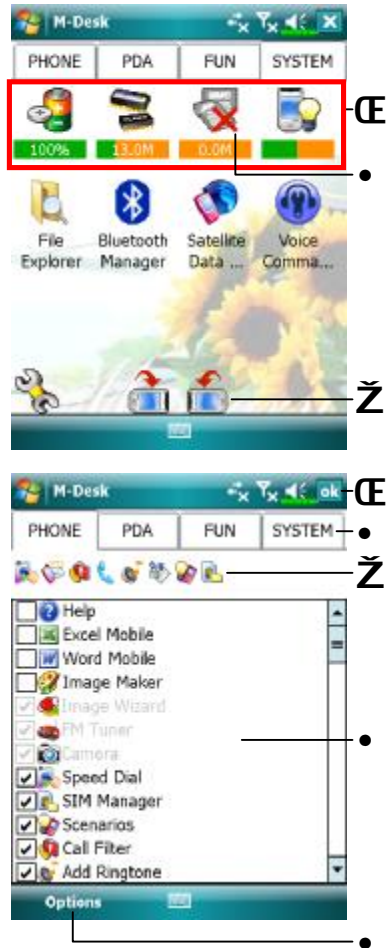 M-Desk
PHONE PDA FUN SYSTEM
Œ
100% 13.0M 0.0M
•
File Explorer
Bluetooth Manager
Satellite Data ...
Voice Comma...
Ž
M-Desk ok
Œ
PHONE PDA FUN SYSTEM
•
Ž
Help
Excel Mobile
Word Mobile
Image Maker
Image Wizard
FM Tuner
•
Camera
Speed Dial
SIM Manager
Scenarios
Call Filter
Add Ringtone
Options
•